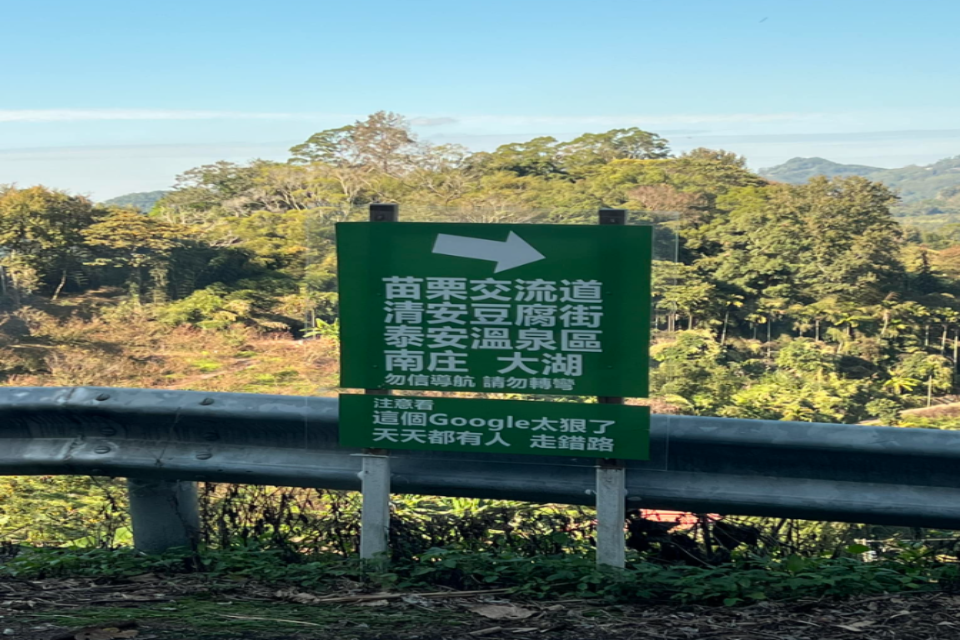 苗栗交流道
清安豆腐街
泰安溫泉區
南庄 大湖
勿信導航 請勿轉彎
注意看
這個Google太狠了
天天都有人 走錯路